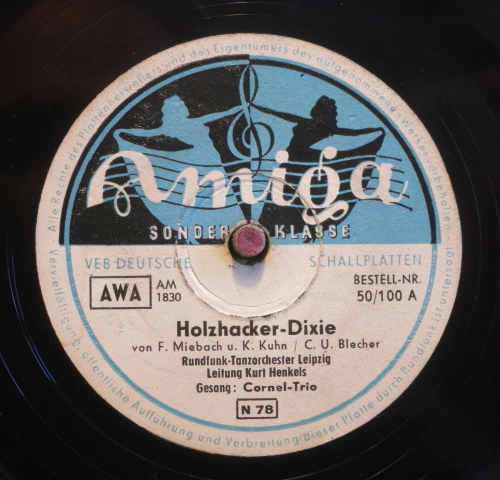 Alle Rechte des Plattenherstellers und des Eigentümers des aufgenommenen Werkes vorbehalten
Amiga
SONDER KLASSE
VEB DEUTSCHE SCHALLPLATTEN
AWA
AM
1830
BESTELL-NR.
50/100 A
Holzhacker-Dixie
von F. Miebach u. K. Kuhn / C. U. Blecher
Rundfunk-Tanzorchester Leipzig
Leitung Kurt Henkels
Gesang: Cornel-Trio
N 78
Vervielfältigung, öffentliche Aufführung und Verbreitung dieser Platte durch Rundfunk ist untersagt